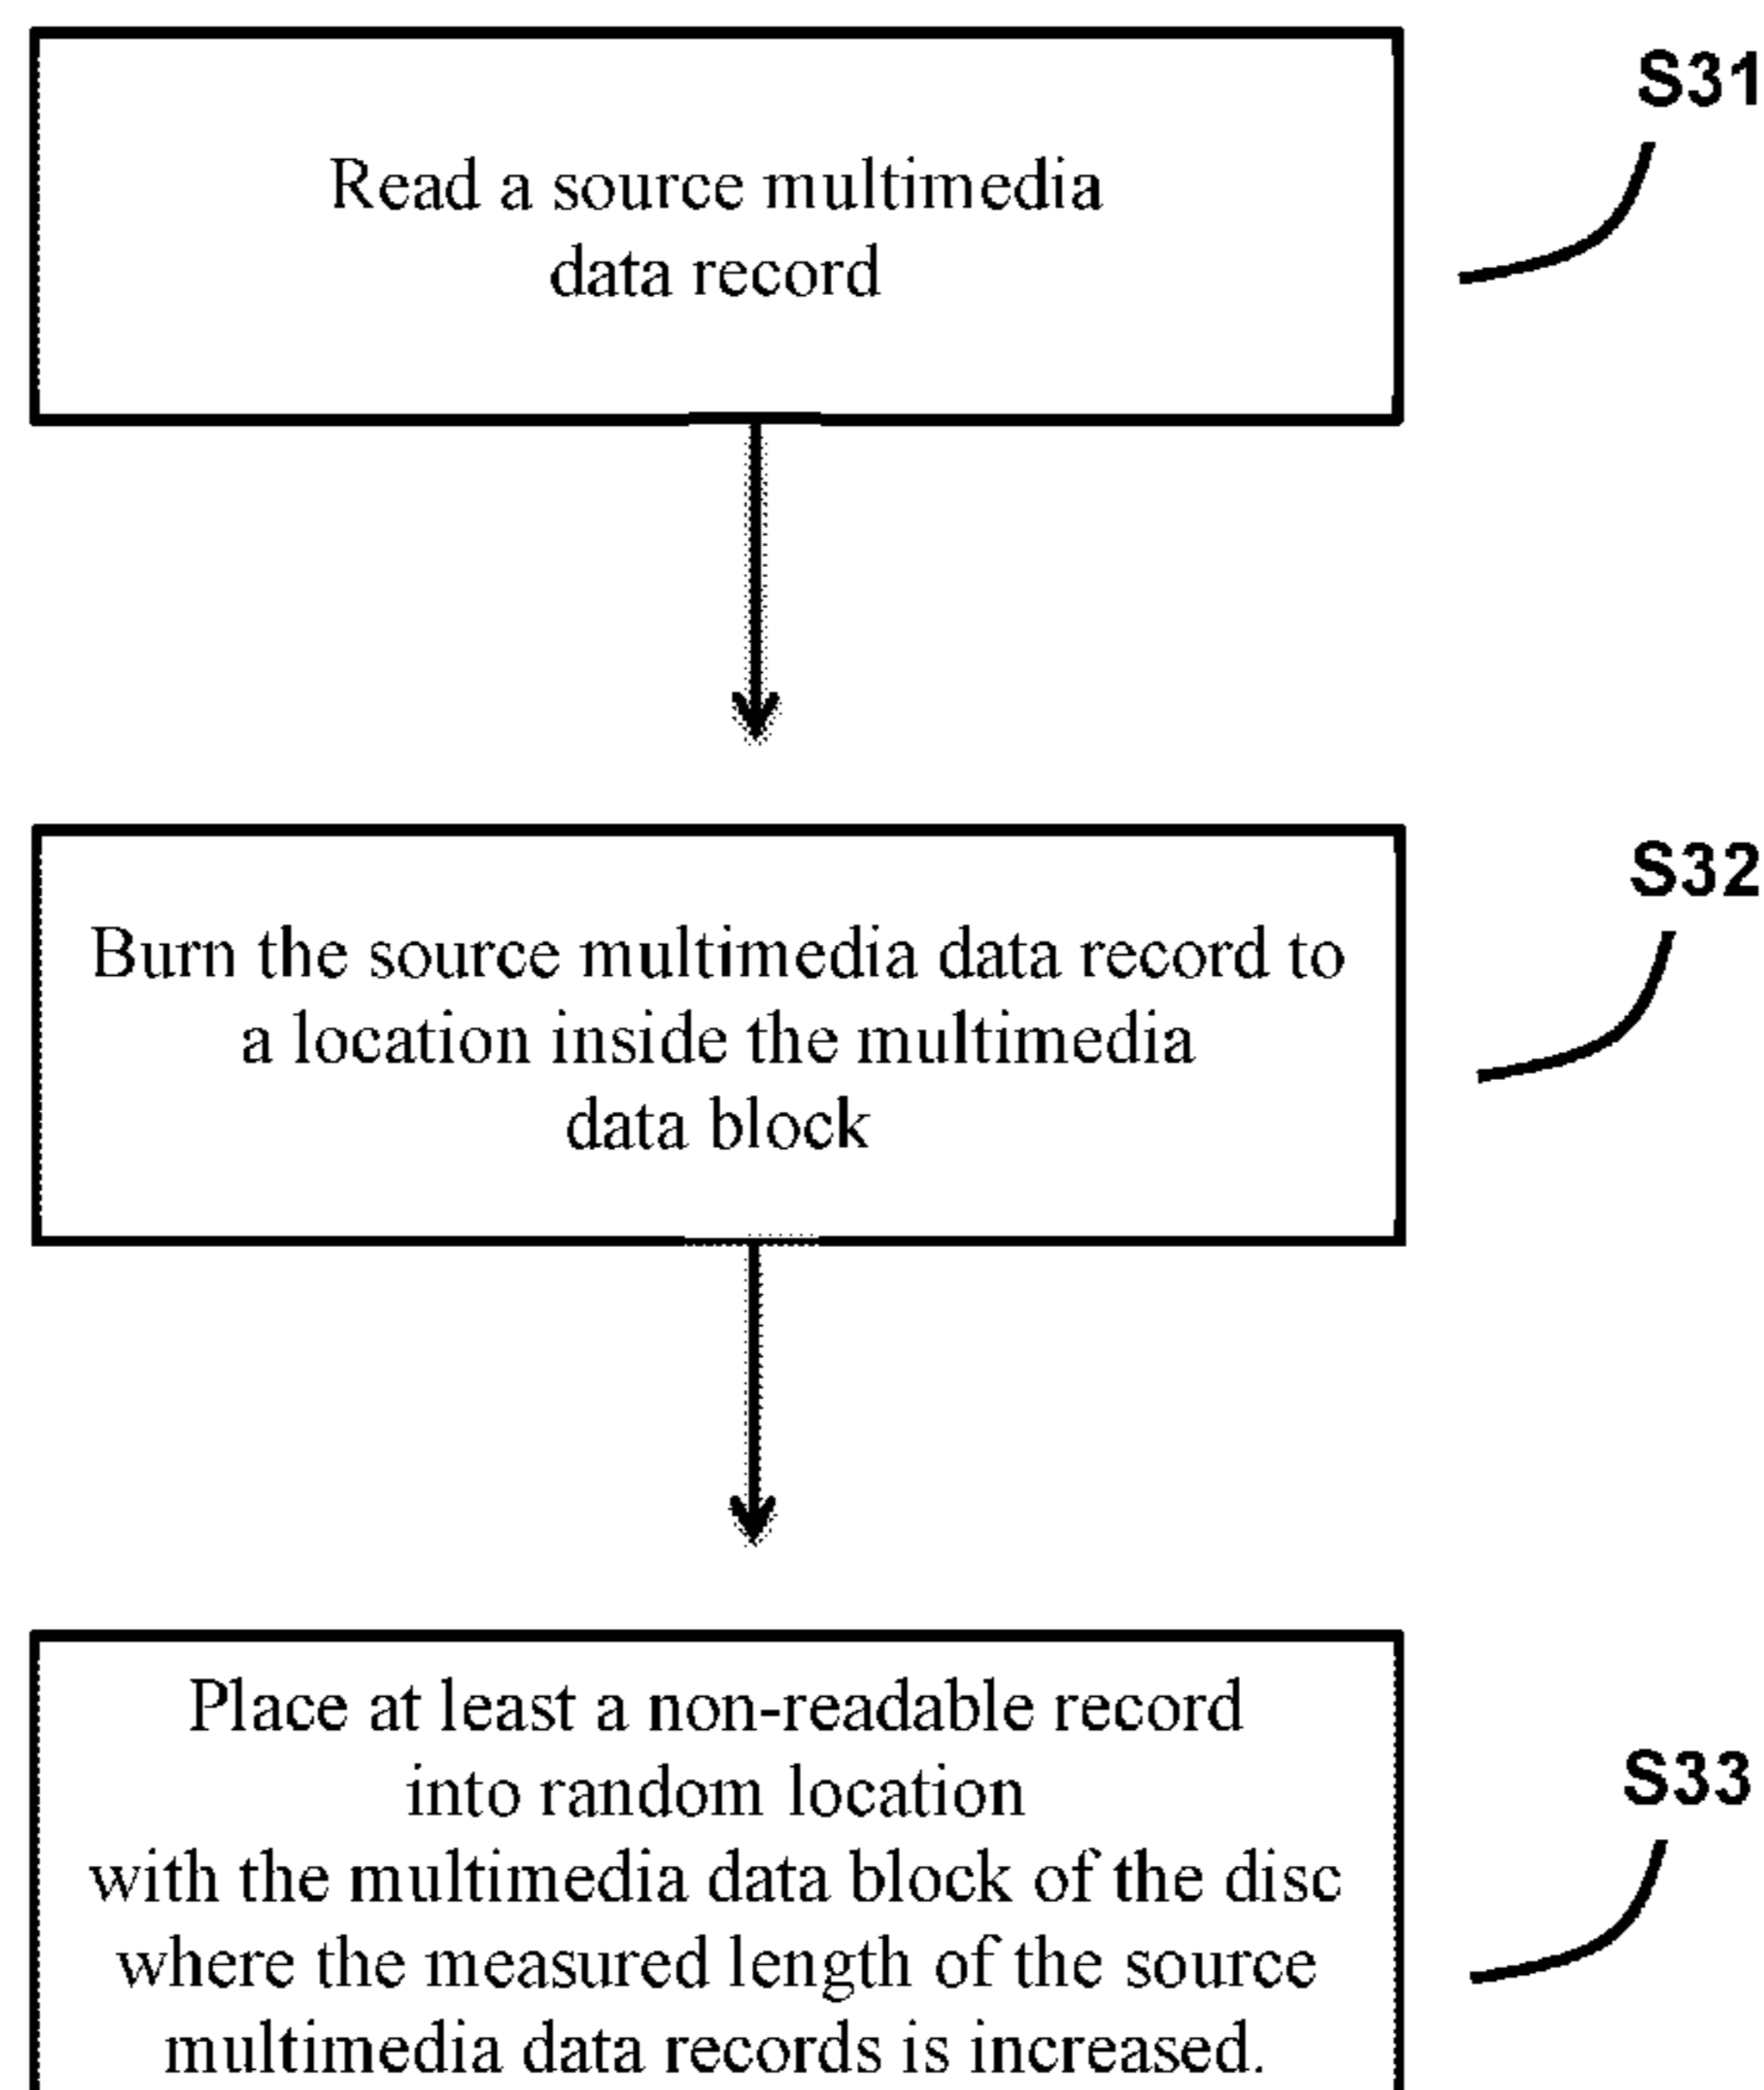 S31
Read a source multimedia
data record
S32
Burn the source multimedia data record to
a location inside the multimedia
data block
Place at least a non-readable record
into random location
S33
with the multimedia data block of the disc
where the measured length of the source
multimedia data records is increased.